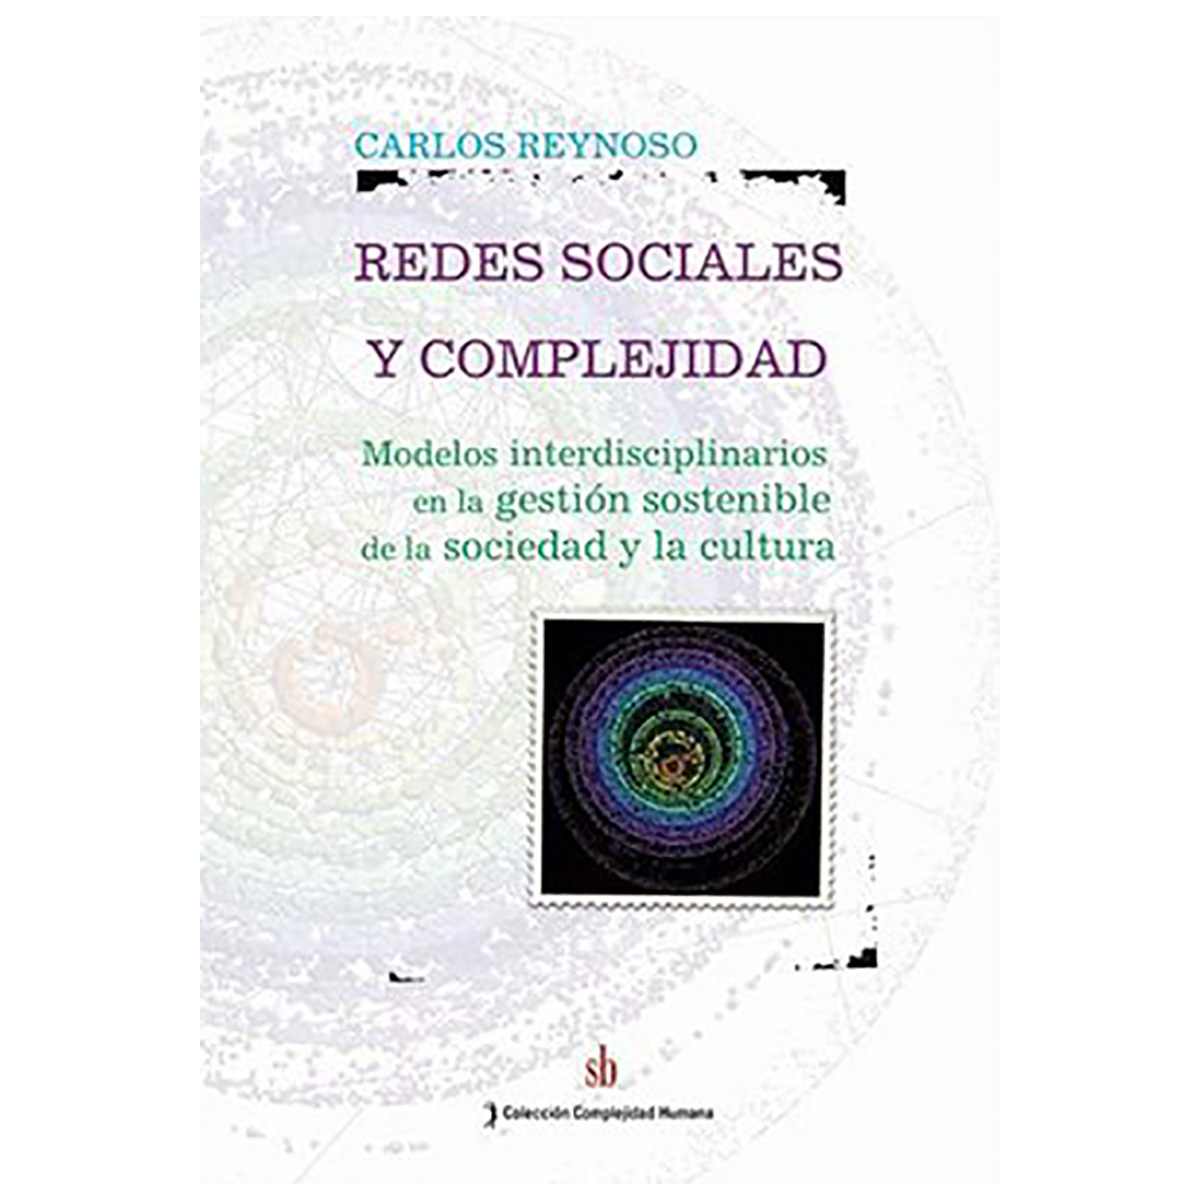 CARLOS REYNOSO
REDES SOCIALES
Y COMPLEJIDAD
Modelos interdisciplinarios
en la gestión sostenible
de la sociedad y la cultura
sb
Colección Complejidad Humana